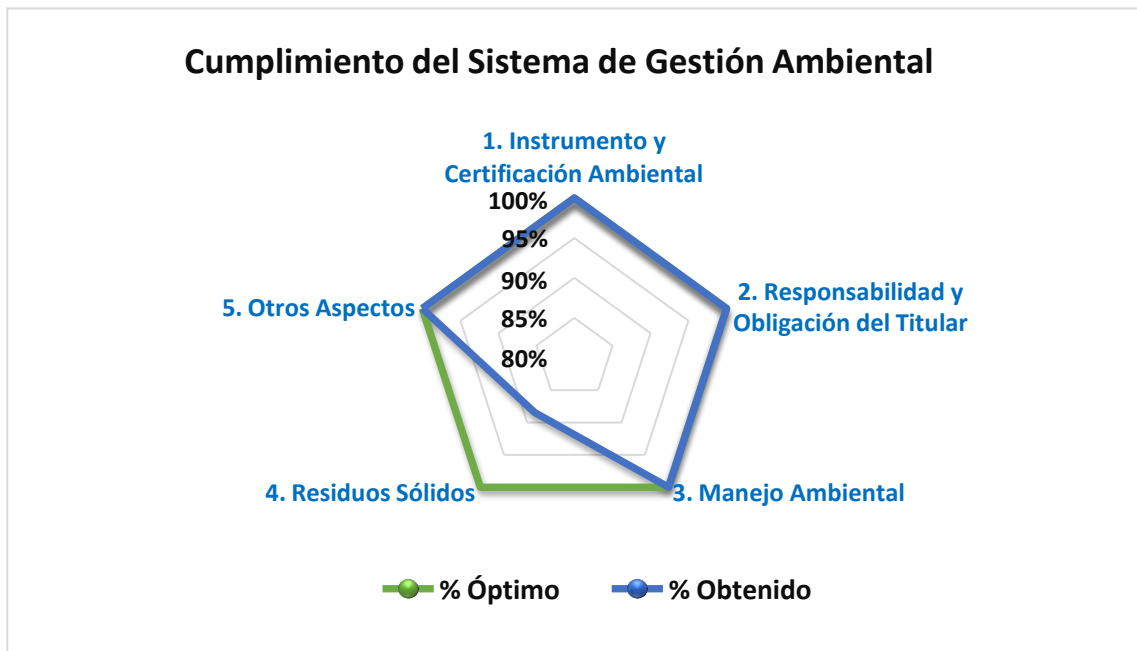 Cumplimiento del Sistema de Gestión Ambiental
1. Instrumento y
Certificación Ambiental
100%
95%
90%
85%
80%
2. Responsabilidad y
Obligación del Titular
3. Manejo Ambiental
4. Residuos Sólidos
5. Otros Aspectos
% Óptimo
% Obtenido